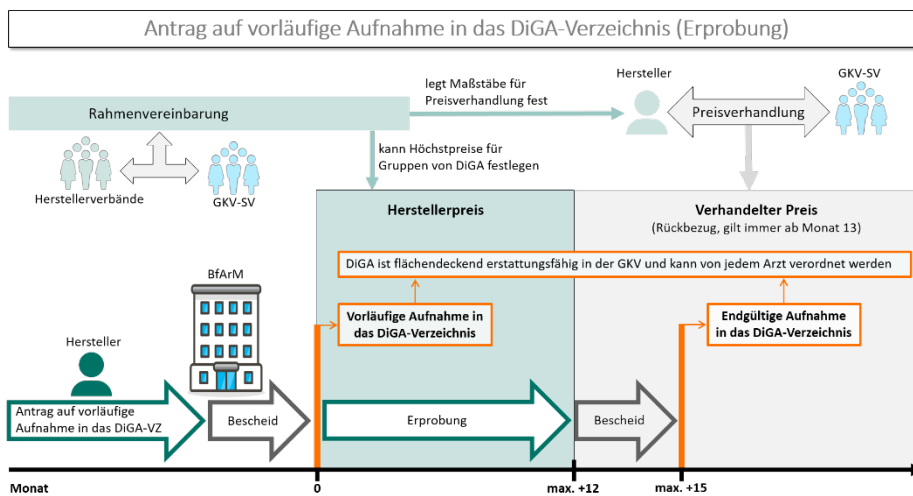 Antrag auf vorläufige Aufnahme in das DiGA-Verzeichnis (Erprobung)
legt Maßstäbe für
Preisverhandlung fest
Hersteller
GKV-SV
Rahmenvereinbarung
Preisverhandlung
kann Höchstpreise für
Gruppen von DiGA festlegen
Herstellerverbände
GKV-SV
Herstellerpreis
Verhandelter Preis
(Rückbezug, gilt immer ab Monat 13)
DiGA ist flächendeckend erstattungsfähig in der GKV und kann von jedem Arzt verordnet werden
BfArM
Vorläufige Aufnahme in
das DiGA-Verzeichnis
Endgültige Aufnahme
in das DiGA-Verzeichnis
Hersteller
Antrag auf vorläufige
Aufnahme in das DiGA-VZ
Bescheid
Erprobung
Bescheid
Monat
0
max. +12
max. +15